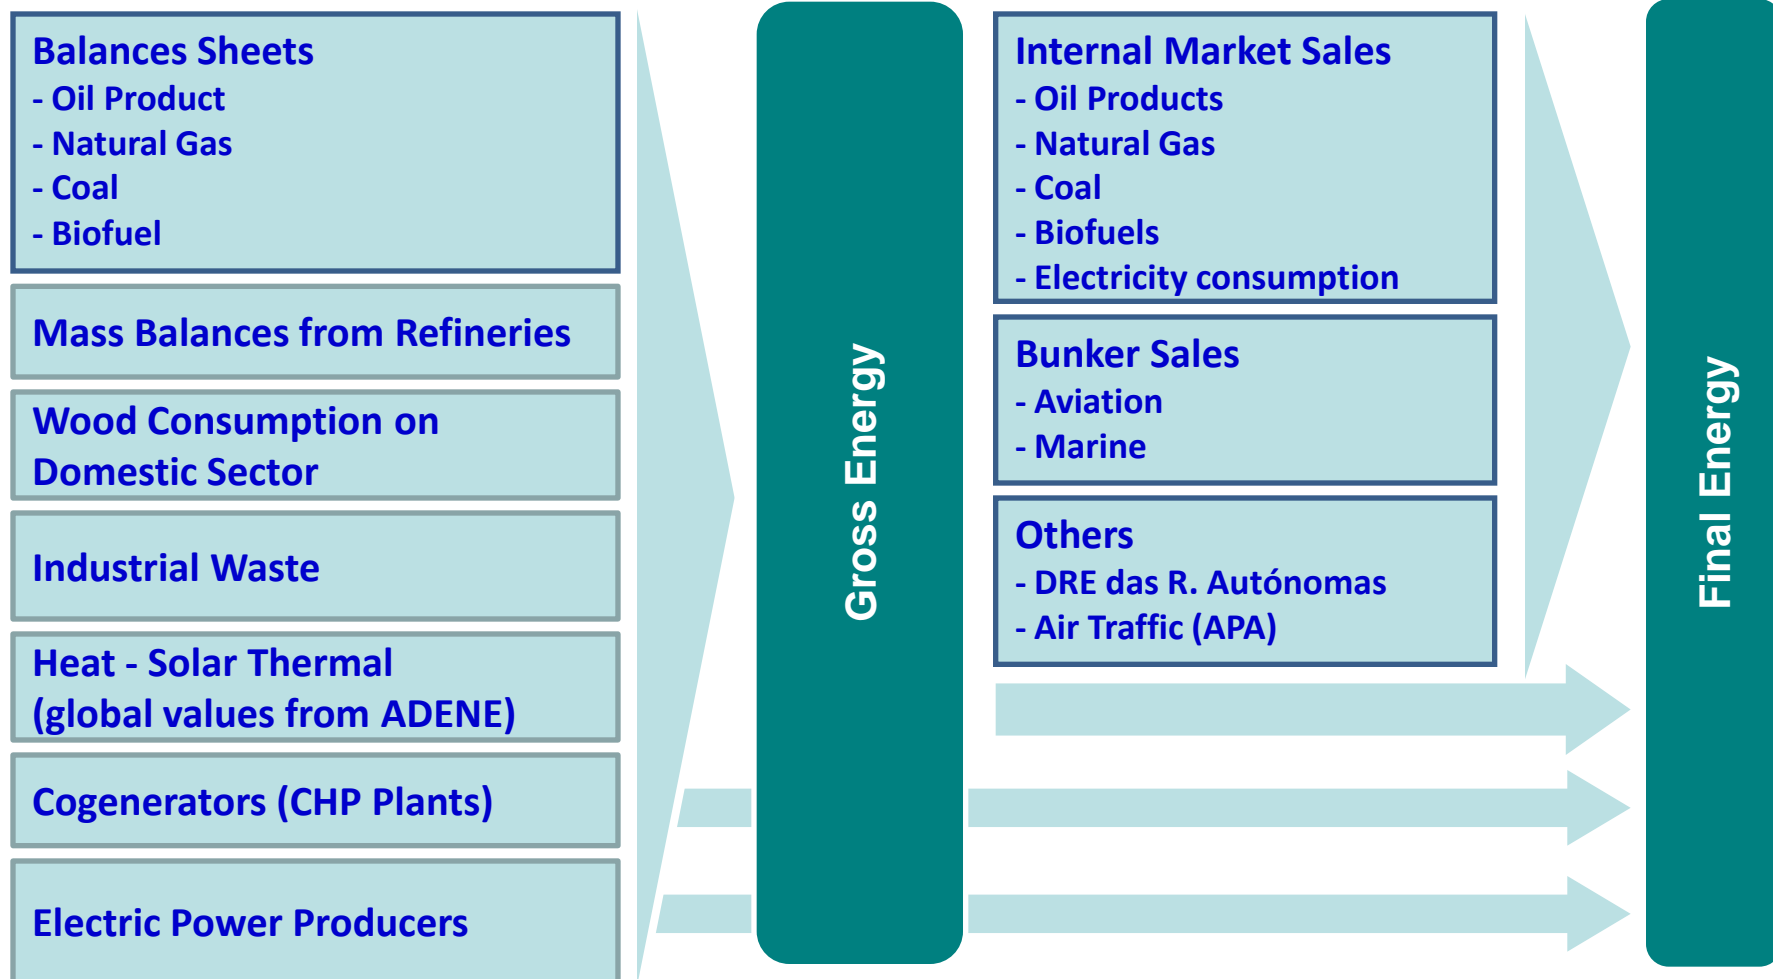 Balances Sheets
- Oil Product
- Natural Gas
- Coal
- Biofuel
Mass Balances from Refineries
Wood Consumption on
Domestic Sector
Industrial Waste
Heat - Solar Thermal
(global values from ADENE)
Cogenerators (CHP Plants)
Electric Power Producers
Gross Energy
Internal Market Sales
- Oil Products
- Natural Gas
- Coal
- Biofuels
- Electricity consumption
Bunker Sales
- Aviation
- Marine
Others
- DRE das R. Autónomas
- Air Traffic (APA)
Final Energy